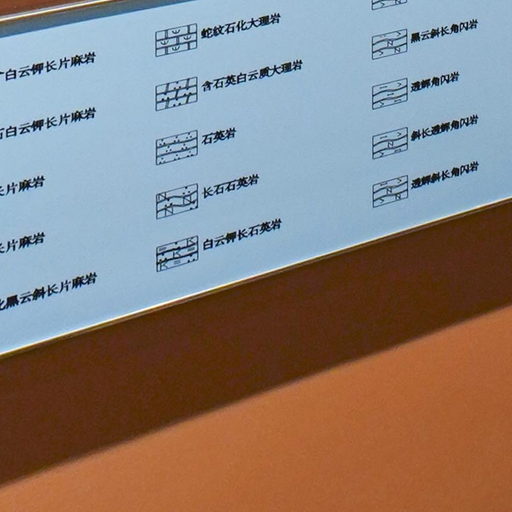 白云钾长片麻岩
白云钾长片麻岩
长片麻岩
长片麻岩
化黑云斜长片麻岩
蛇纹石化大理岩
含石英白云质大理岩
石英岩
长石石英岩
白云钾长石英岩
黑云斜长角闪岩
透辉角闪岩
斜长透辉角闪岩
透辉斜长角闪岩